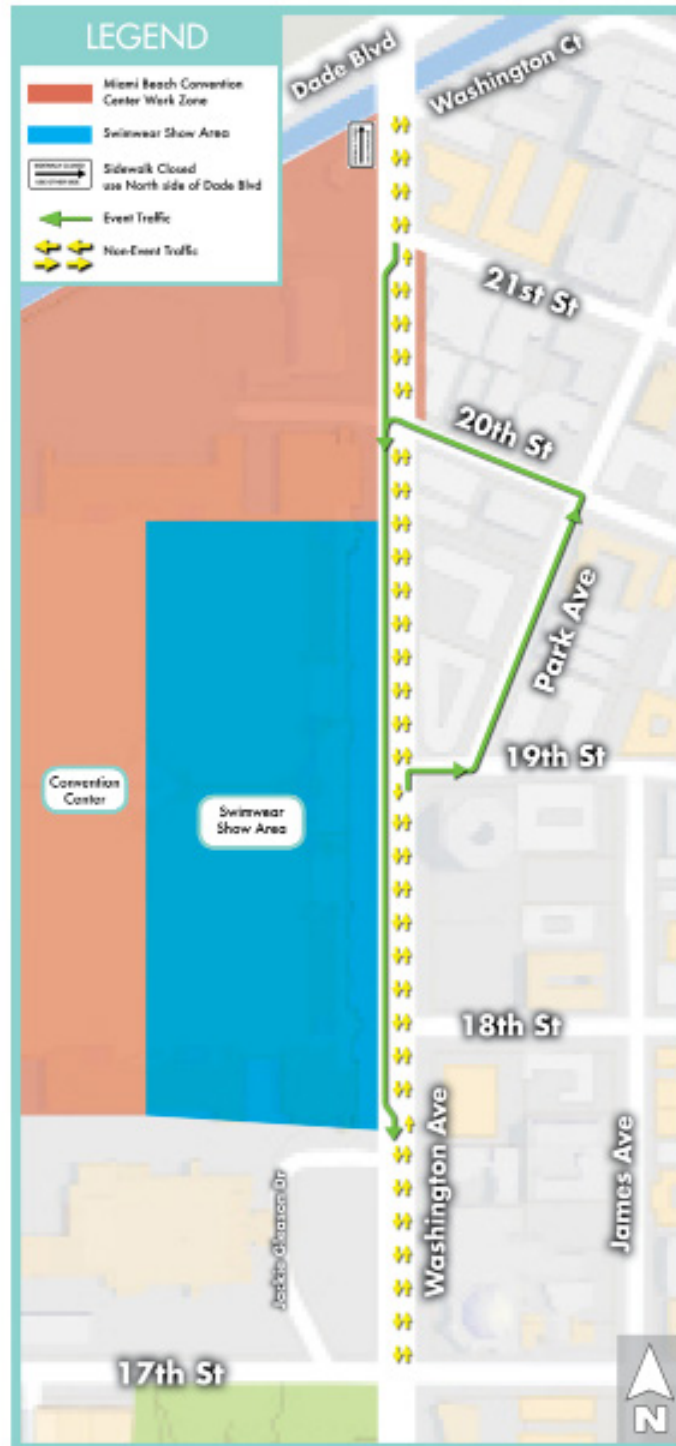 LEGEND
Miami Beach Convention
Center Work Zone
Swimwear Show Area
Sidewalk Closed
use North side of Dade Blvd
Event Traffic
Non-Event Traffic
Dade Blvd
Washington Ct
21st St
20th St
Park Ave
19th St
Convention
Center
Swimwear
Show Area
18th St
Washington Ave
James Ave
Jackie Gleason Dr
17th St
N